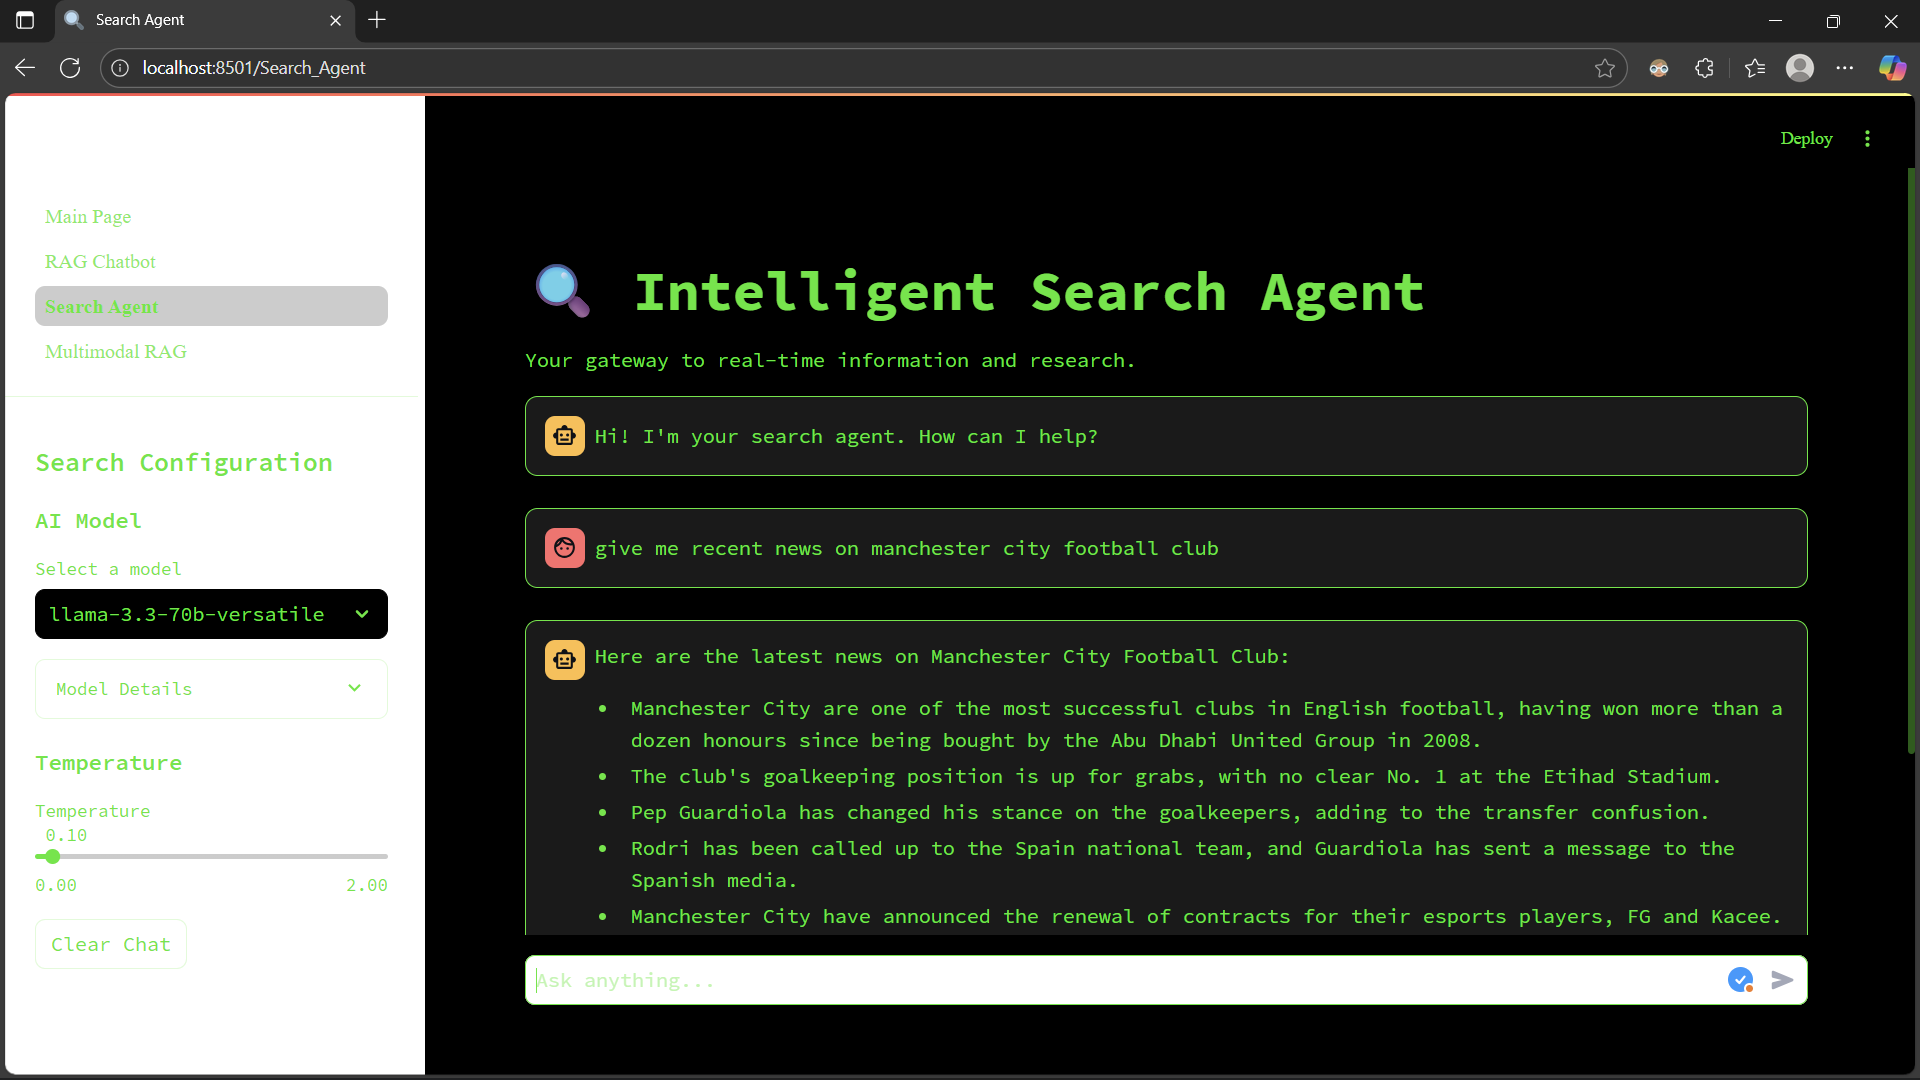 Search Agent
localhost:8501/Search_Agent
Deploy
Main Page
RAG Chatbot
Search Agent
Multimodal RAG
Search Configuration
AI Model
Select a model
llama-3.3-70b-versatile
Model Details
Temperature
Temperature
0.10
0.00 2.00
Clear Chat
Intelligent Search Agent
Your gateway to real-time information and research.
Hi! I'm your search agent. How can I help?
give me recent news on manchester city football club
Here are the latest news on Manchester City Football Club:
• Manchester City are one of the most successful clubs in English football, having won more than a
dozen honours since being bought by the Abu Dhabi United Group in 2008.
• The club's goalkeeping position is up for grabs, with no clear No. 1 at the Etihad Stadium.
• Pep Guardiola has changed his stance on the goalkeepers, adding to the transfer confusion.
• Rodri has been called up to the Spain national team, and Guardiola has sent a message to the
Spanish media.
• Manchester City have announced the renewal of contracts for their esports players, FG and Kacee.
Ask anything...